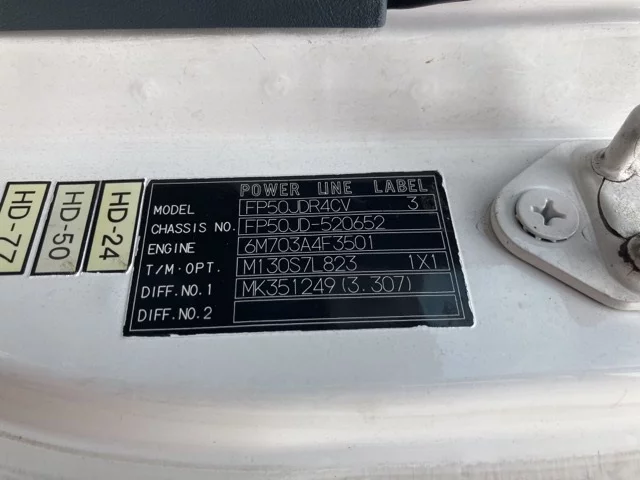 POWER LINE LABEL
MODEL FP50JDR4CV 3
CHASSIS NO. FP50JD-520652
ENGINE 6M703A4F3501
T/M·OPT. M130S7L823 1X1
DIFF.NO.1 MK351249(3.307)
DIFF.NO.2
HD-77
HD-50
HD-24